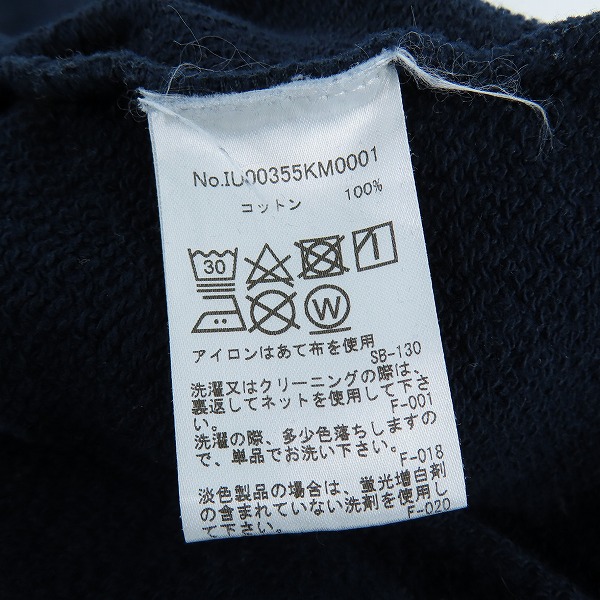 No.IU00355KM0001
コットン 100%
30
W
アイロンはあて布を使用
SB-130
洗濯又はクリーニングの際は、
裏返してネットを使用して下さ
い。 F-001
洗濯の際、多少色落ちしますの
で、単品でお洗い下さい。
F-018
淡色製品の場合は、蛍光増白剤
の含まれていない洗剤を使用し
て下さい。 F-020